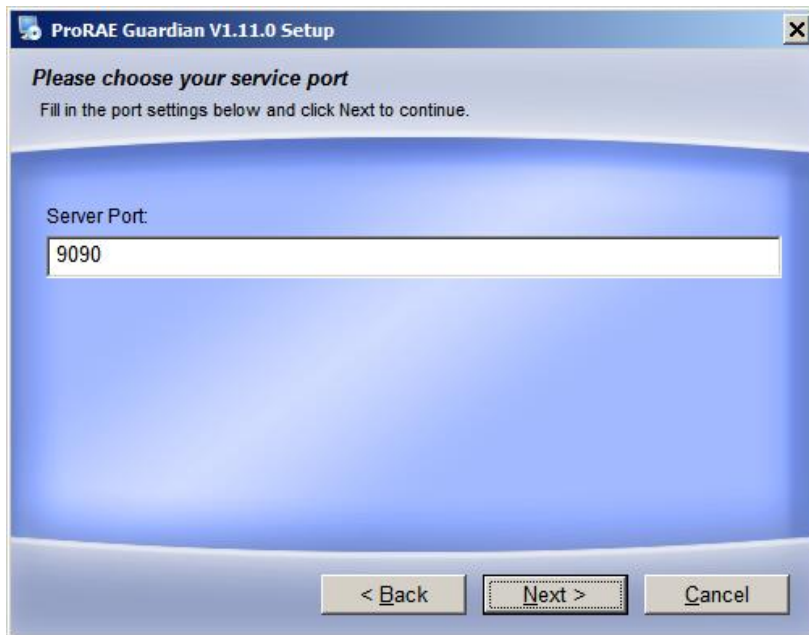 ProRAE Guardian V1.11.0 Setup
Please choose your service port
Fill in the port settings below and click Next to continue.
Server Port:
9090
< Back Next > Cancel